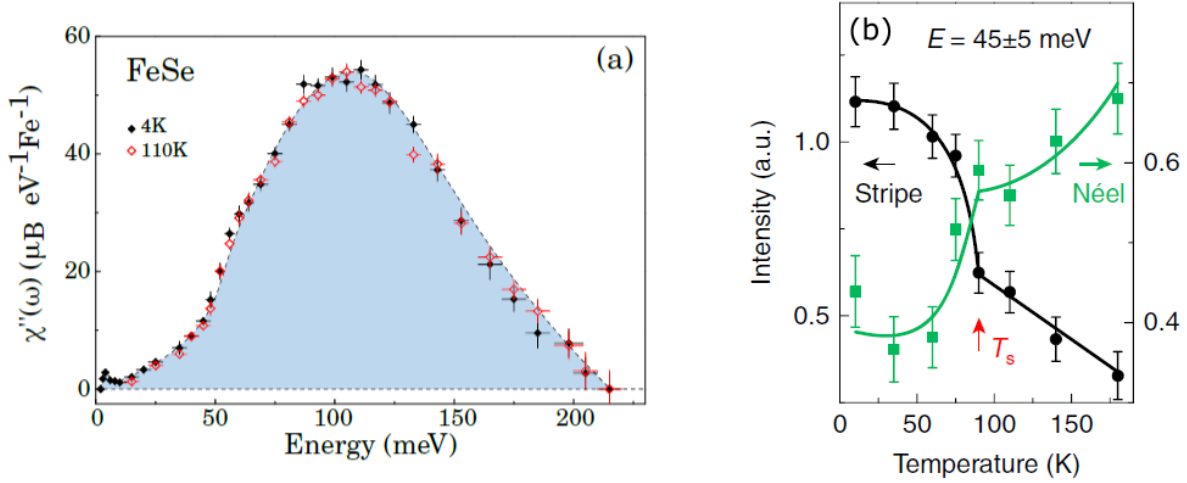 (a)
FeSe
4K
110K
χ''(ω) (μB eV⁻¹Fe⁻¹)
60
40
20
0
0
50
100
150
200
Energy (meV)
(b)
E = 45±5 meV
Intensity (a.u.)
1.0
0.5
Stripe
Néel
0.6
0.4
Ts
0
50
100
150
Temperature (K)